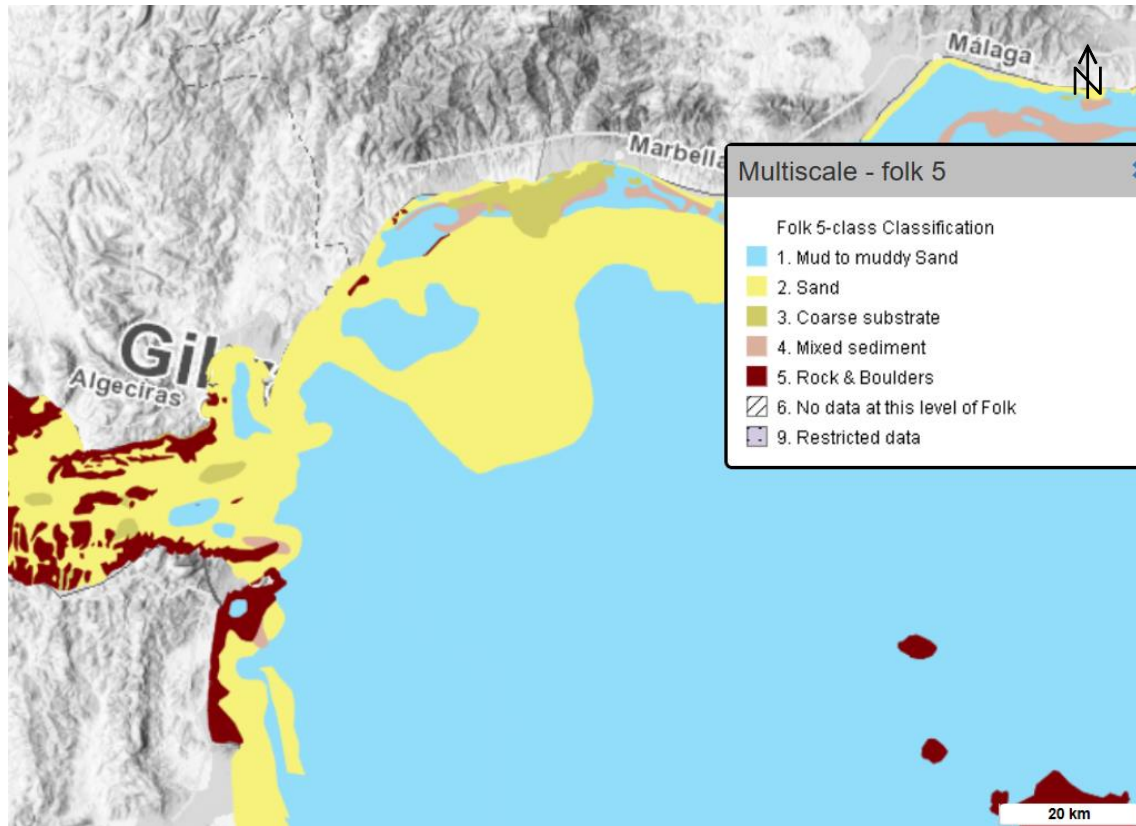 Málaga
N
Marbella
Gib
Algeciras
Multiscale - folk 5
Folk 5-class Classification
1. Mud to muddy Sand
2. Sand
3. Coarse substrate
4. Mixed sediment
5. Rock & Boulders
6. No data at this level of Folk
9. Restricted data
20 km